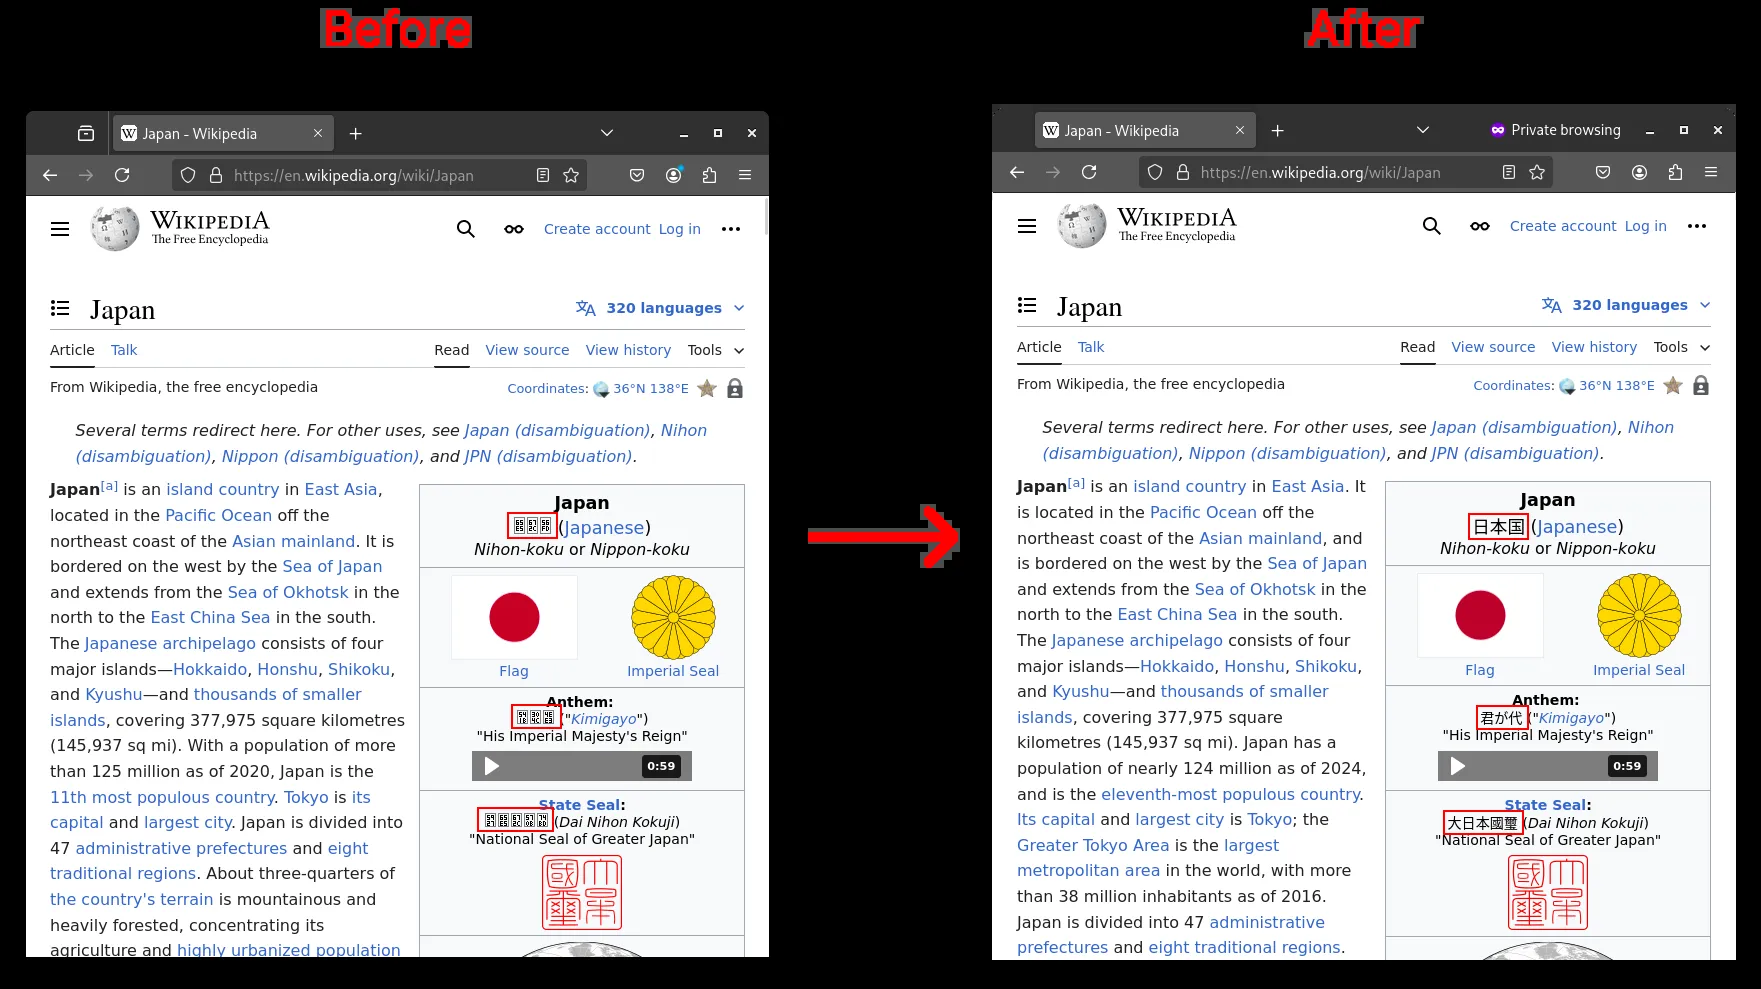 Before
After
Japan - Wikipedia
https://en.wikipedia.org/wiki/Japan
WIKIPEDIA
The Free Encyclopedia
Create account Log in
Japan
320 languages
Article Talk Read View source View history Tools
From Wikipedia, the free encyclopedia
Coordinates: 36°N 138°E
Several terms redirect here. For other uses, see Japan (disambiguation), Nihon
(disambiguation), Nippon (disambiguation), and JPN (disambiguation).
Japan[a] is an island country in East Asia,
located in the Pacific Ocean off the
northeast coast of the Asian mainland. It is
bordered on the west by the Sea of Japan
and extends from the Sea of Okhotsk in the
north to the East China Sea in the south.
The Japanese archipelago consists of four
major islands—Hokkaido, Honshu, Shikoku,
and Kyushu—and thousands of smaller
islands, covering 377,975 square kilometres
(145,937 sq mi). With a population of more
than 125 million as of 2020, Japan is the
11th most populous country. Tokyo is its
capital and largest city. Japan is divided into
47 administrative prefectures and eight
traditional regions. About three-quarters of
the country's terrain is mountainous and
heavily forested, concentrating its
agriculture and highly urbanized population
Japan
(Japanese)
Nihon-koku or Nippon-koku
Flag
Imperial Seal
Anthem:
("Kimigayo")
"His Imperial Majesty's Reign"
0:59
State Seal:
(Dai Nihon Kokuji)
"National Seal of Greater Japan"
Japan - Wikipedia
Private browsing
https://en.wikipedia.org/wiki/Japan
WIKIPEDIA
The Free Encyclopedia
Create account Log in
Japan
320 languages
Article Talk Read View source View history Tools
From Wikipedia, the free encyclopedia
Coordinates: 36°N 138°E
Several terms redirect here. For other uses, see Japan (disambiguation), Nihon
(disambiguation), Nippon (disambiguation), and JPN (disambiguation).
Japan[a] is an island country in East Asia. It
is located in the Pacific Ocean off the
northeast coast of the Asian mainland, and
is bordered on the west by the Sea of Japan
and extends from the Sea of Okhotsk in the
north to the East China Sea in the south.
The Japanese archipelago consists of four
major islands—Hokkaido, Honshu, Shikoku,
and Kyushu—and thousands of smaller
islands, covering 377,975 square
kilometres (145,937 sq mi). Japan has a
population of nearly 124 million as of 2024,
and is the eleventh-most populous country.
Its capital and largest city is Tokyo; the
Greater Tokyo Area is the largest
metropolitan area in the world, with more
than 38 million inhabitants as of 2016.
Japan is divided into 47 administrative
prefectures and eight traditional regions.
Japan
日本国 (Japanese)
Nihon-koku or Nippon-koku
Flag
Imperial Seal
Anthem:
君が代 ("Kimigayo")
"His Imperial Majesty's Reign"
0:59
State Seal:
大日本國璽 (Dai Nihon Kokuji)
"National Seal of Greater Japan"